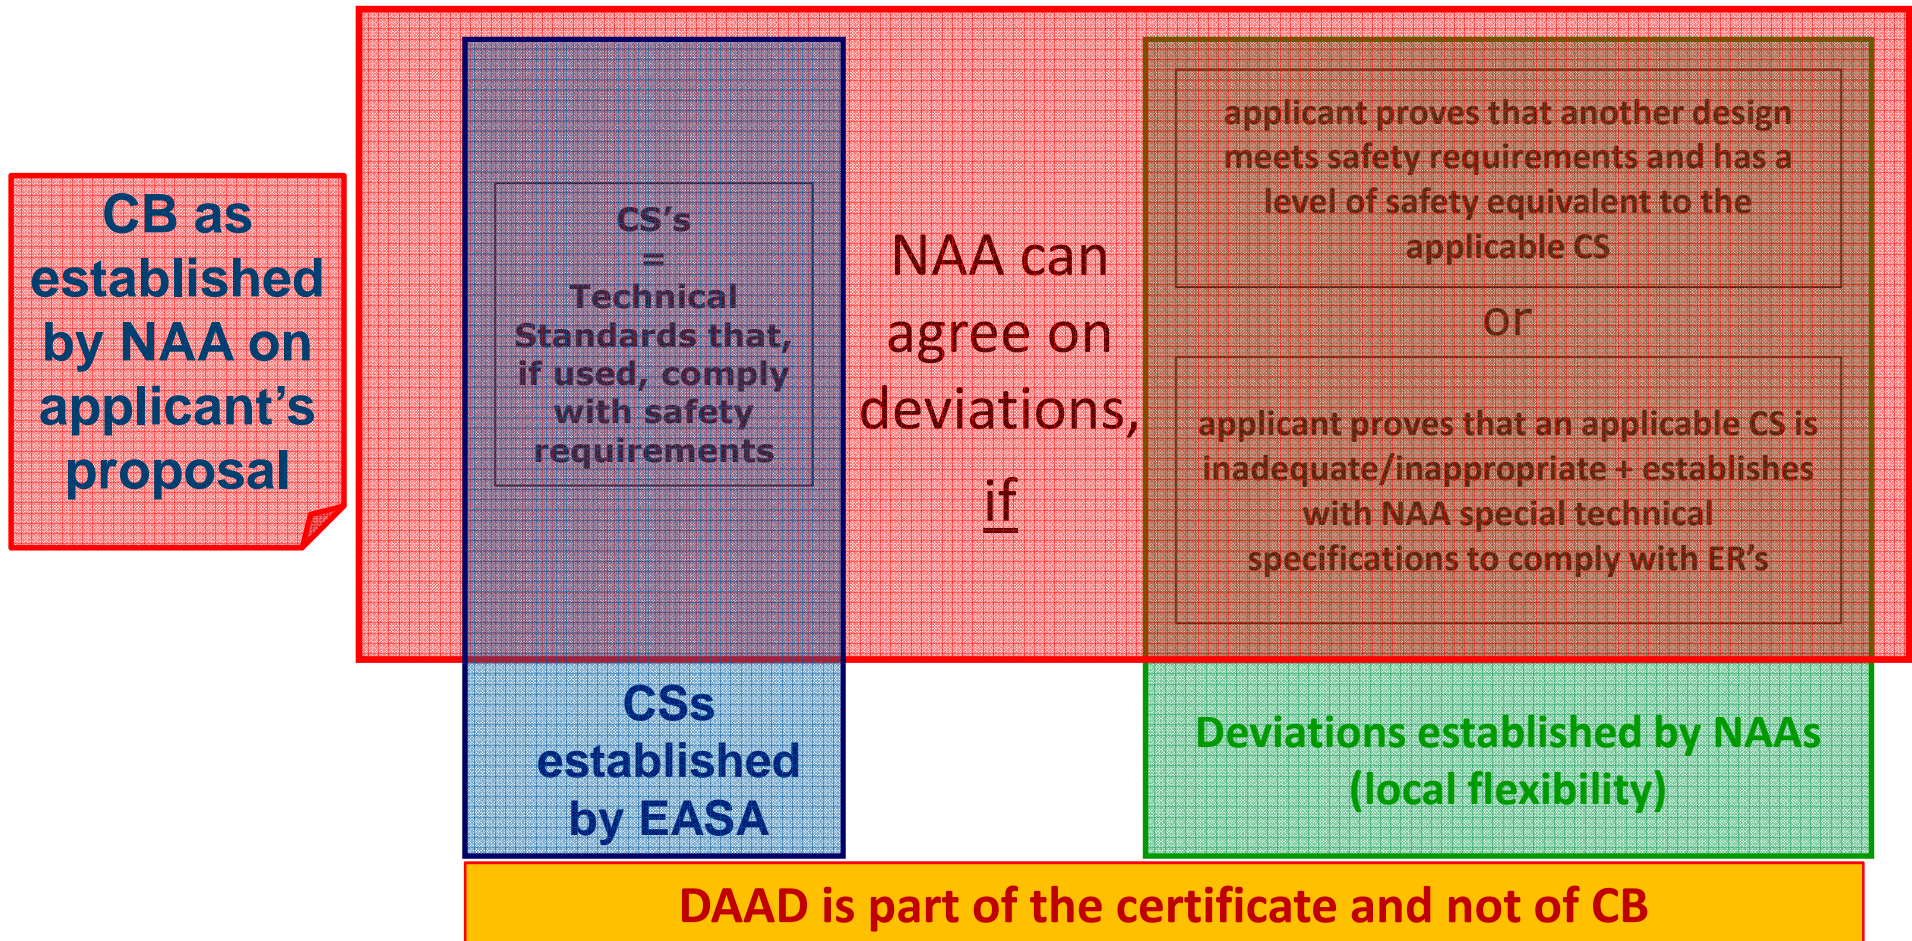 CB as
established
by NAA on
applicant's
proposal
CS's
=
Technical
Standards that,
if used, comply
with safety
requirements
NAA can
agree on
deviations,
if
applicant proves that another design
meets safety requirements and has a
level of safety equivalent to the
applicable CS
or
applicant proves that an applicable CS is
inadequate/inappropriate + establishes
with NAA special technical
specifications to comply with ER's
CSs
established
by EASA
Deviations established by NAAs
(local flexibility)
DAAD is part of the certificate and not of CB